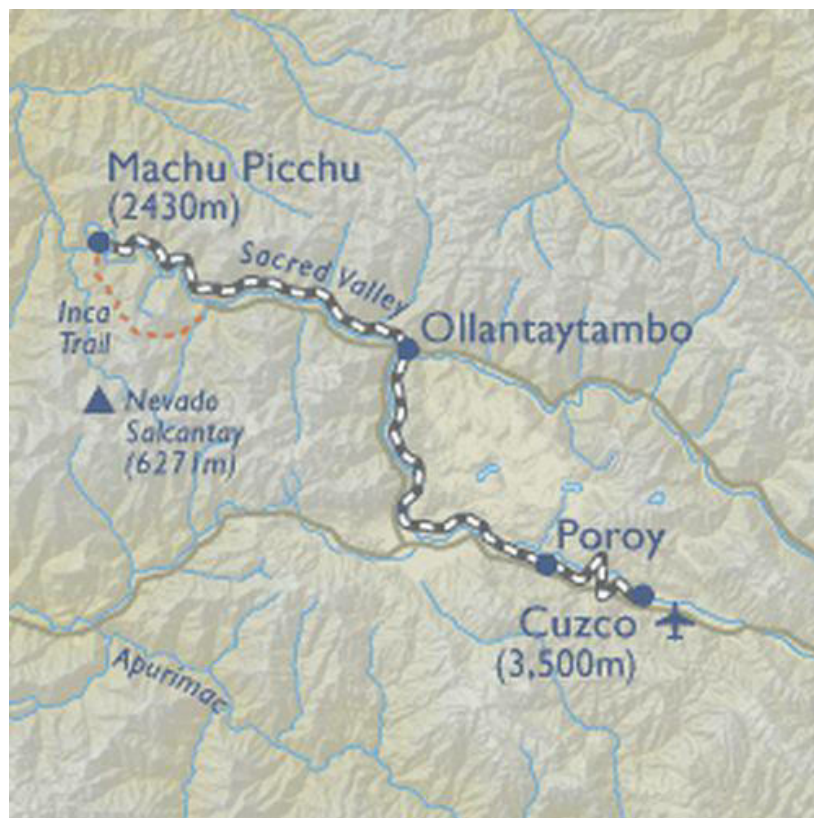 Machu Picchu
(2430m)
Sacred Valley
Inca
Trail
Ollantaytambo
Nevado
Salcantay
(6271m)
Poroy
Cuzco
(3,500m)
Apurimac